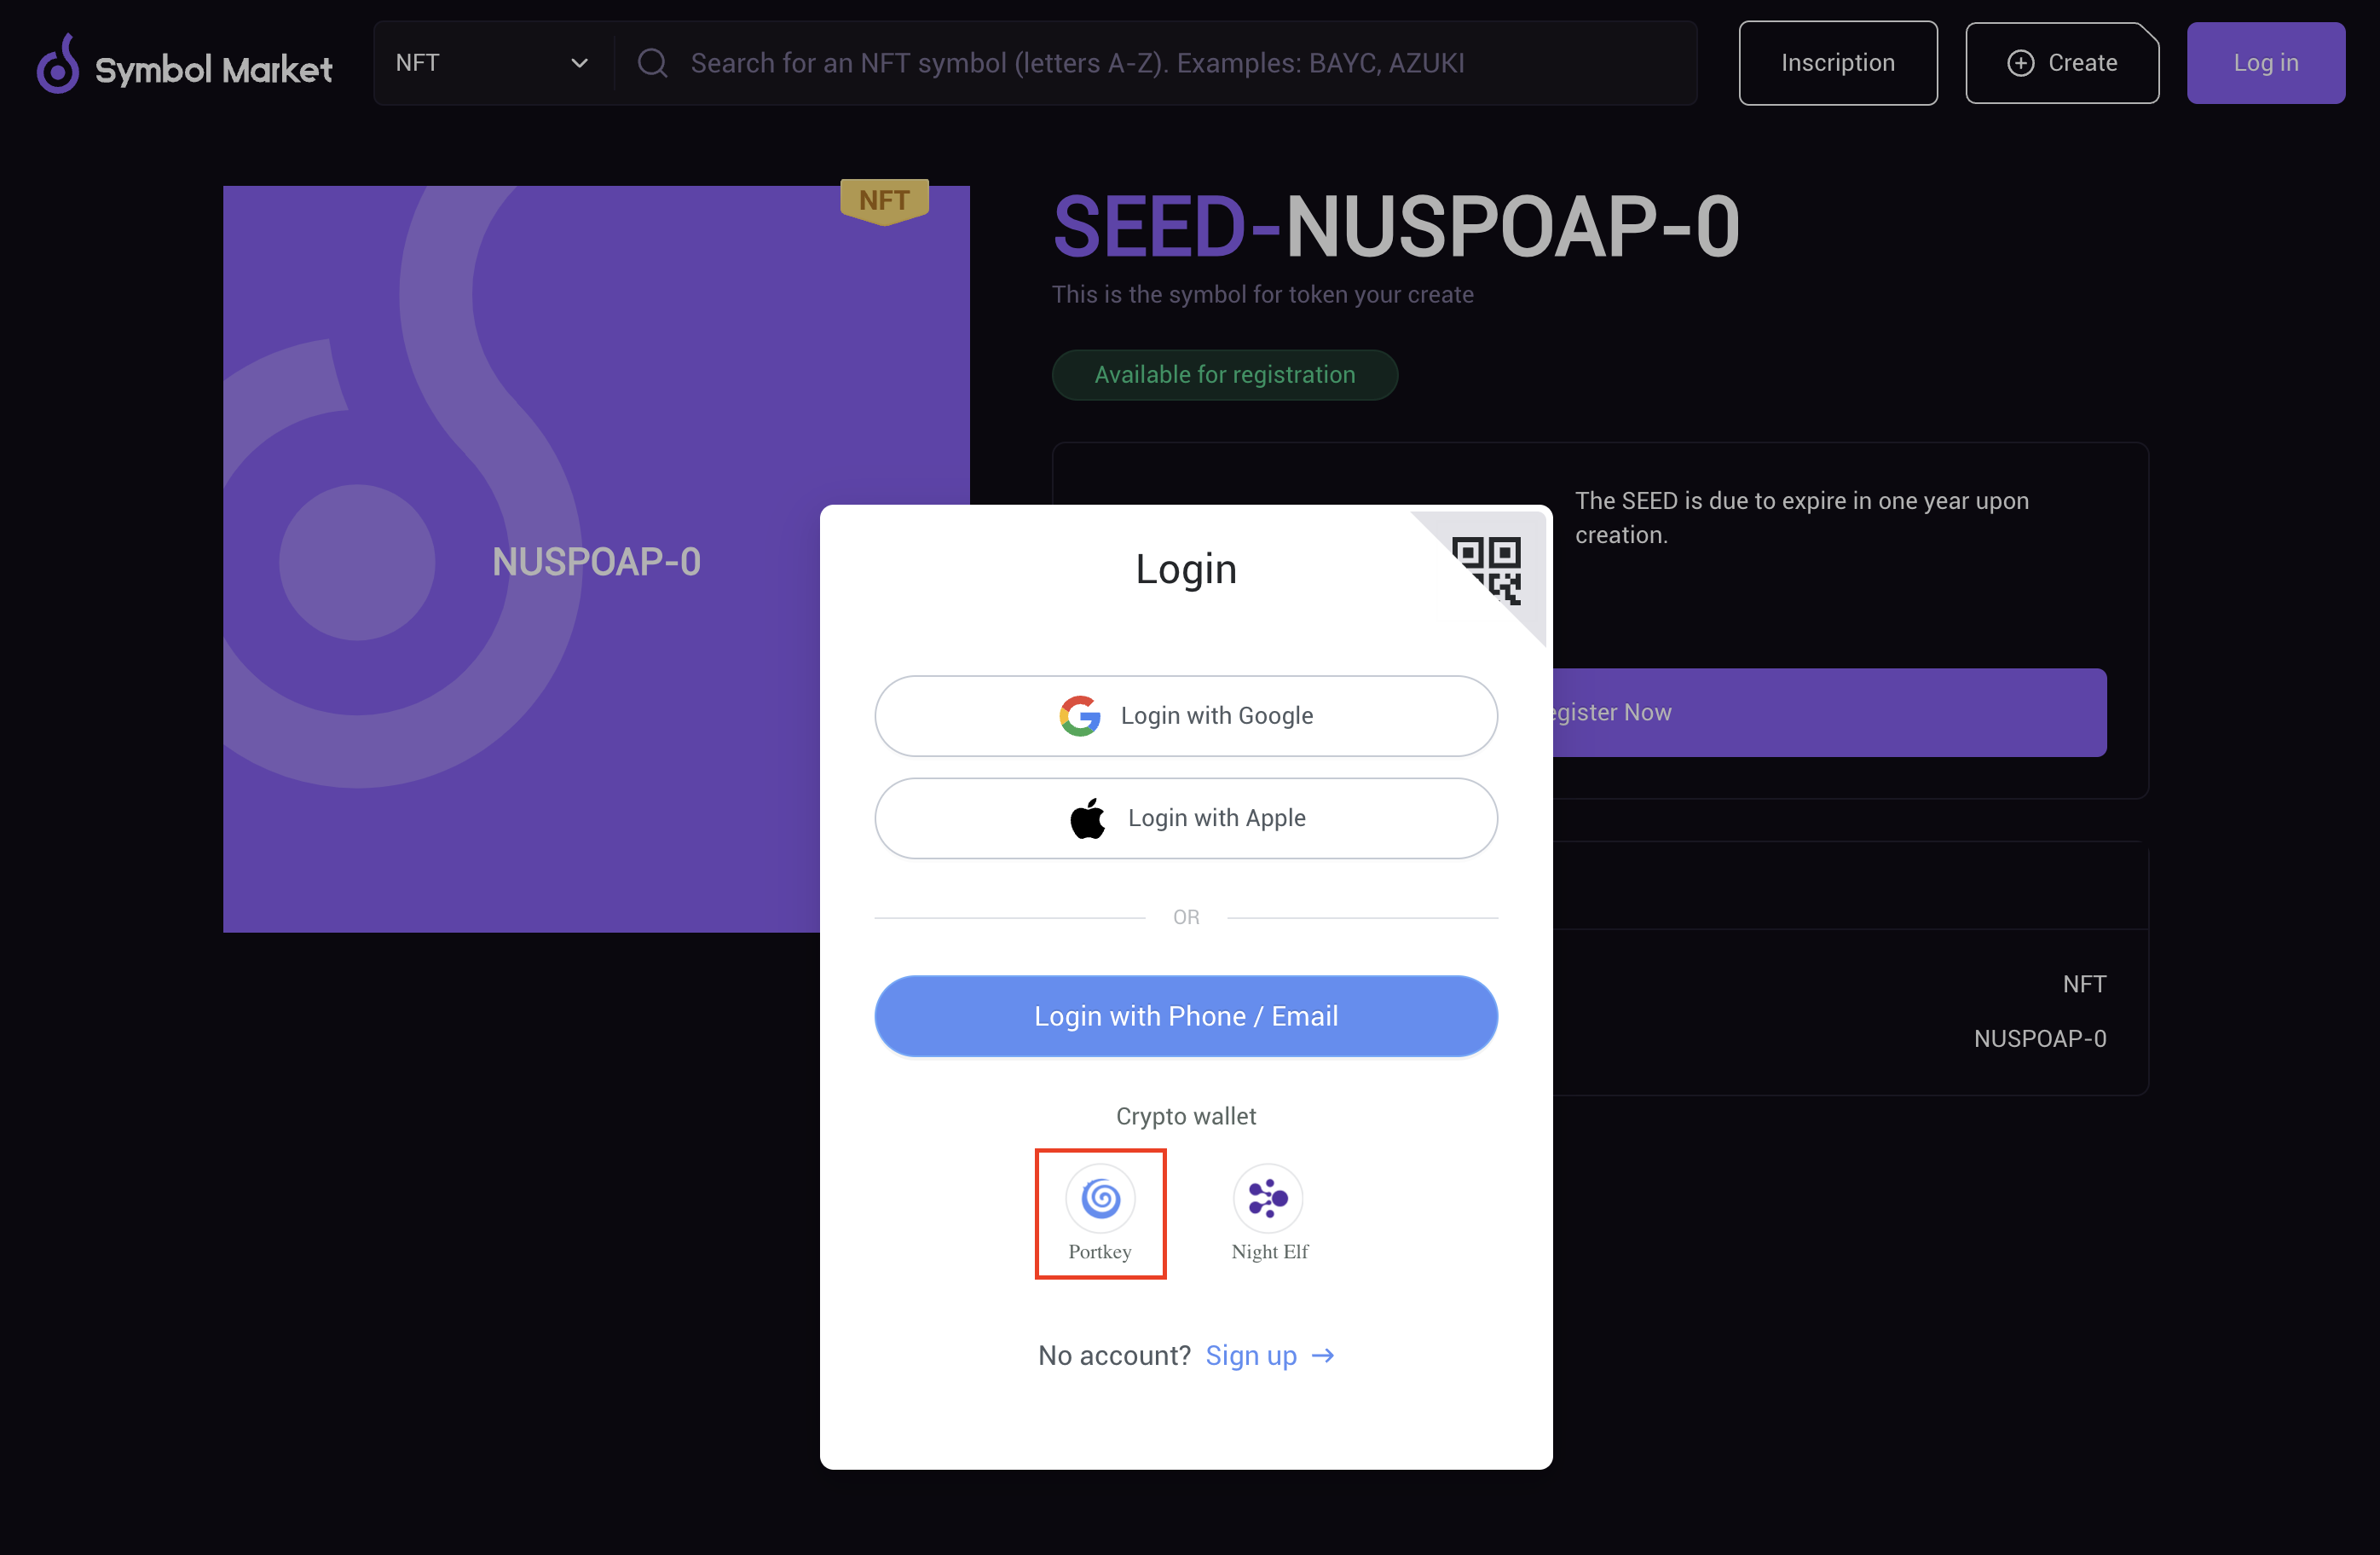 Symbol Market
NFT
Search for an NFT symbol (letters A-Z). Examples: BAYC, AZUKI
Inscription
Create
Log in
NFT
NUSPOAP-0
SEED-NUSPOAP-0
This is the symbol for token your create
Available for registration
The SEED is due to expire in one year upon
creation.
egister Now
NFT
NUSPOAP-0
Login
Login with Google
Login with Apple
OR
Login with Phone / Email
Crypto wallet
Portkey
Night Elf
No account? Sign up